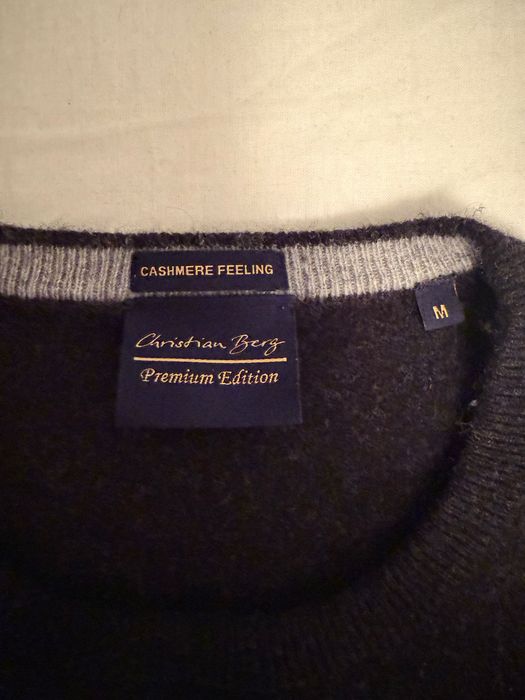 CASHMERE FEELING
Christian Berg
Premium Edition
M